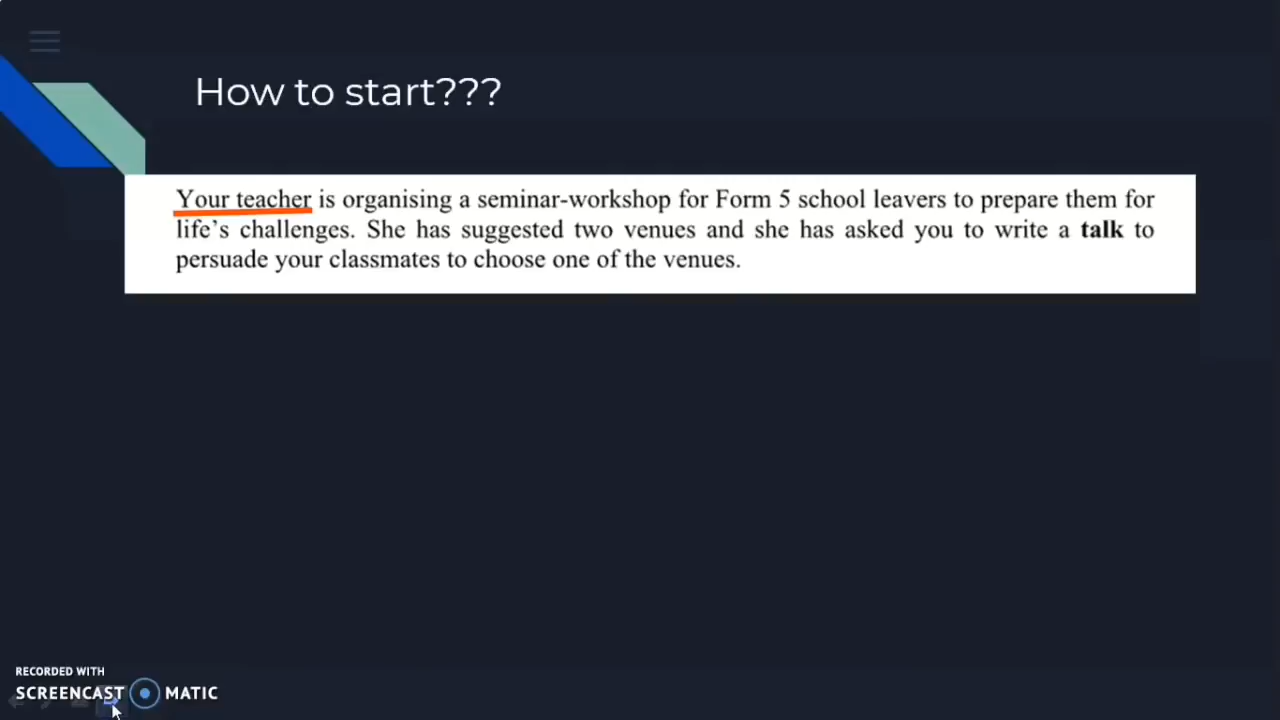 How to start???
Your teacher is organising a seminar-workshop for Form 5 school leavers to prepare them for
life's challenges. She has suggested two venues and she has asked you to write a talk to
persuade your classmates to choose one of the venues.
RECORDED WITH
SCREENCAST MATIC